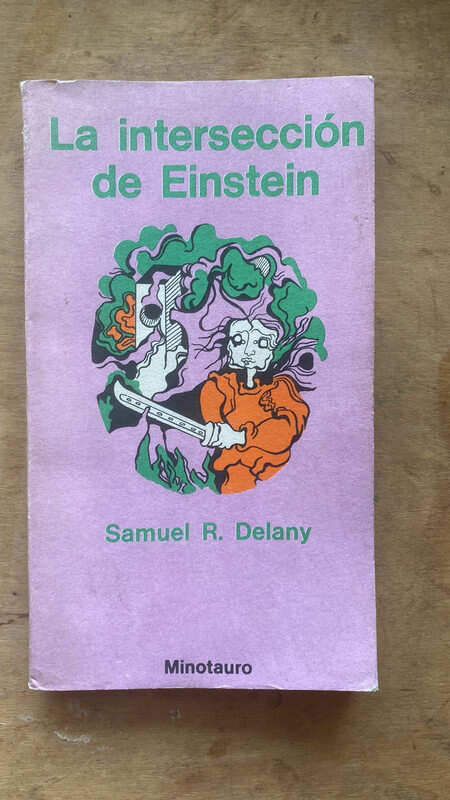 La intersección
de Einstein
Samuel R. Delany
Minotauro